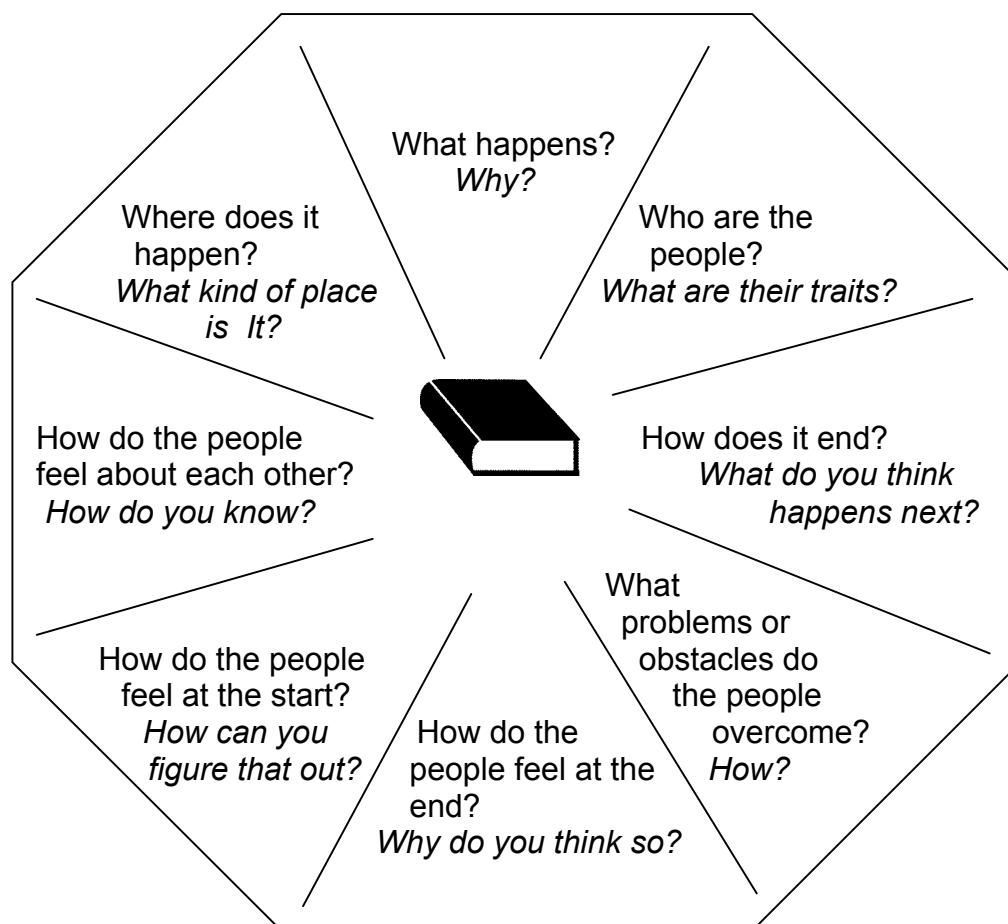 What happens?
Why?
Who are the
people?
What are their traits?
How does it end?
What do you think
happens next?
What
problems or
obstacles do
the people
overcome?
How?
How do the
people feel at the
end?
Why do you think so?
How do the people
feel at the start?
How can you
figure that out?
How do the people
feel about each other?
How do you know?
Where does it
happen?
What kind of place
is It?